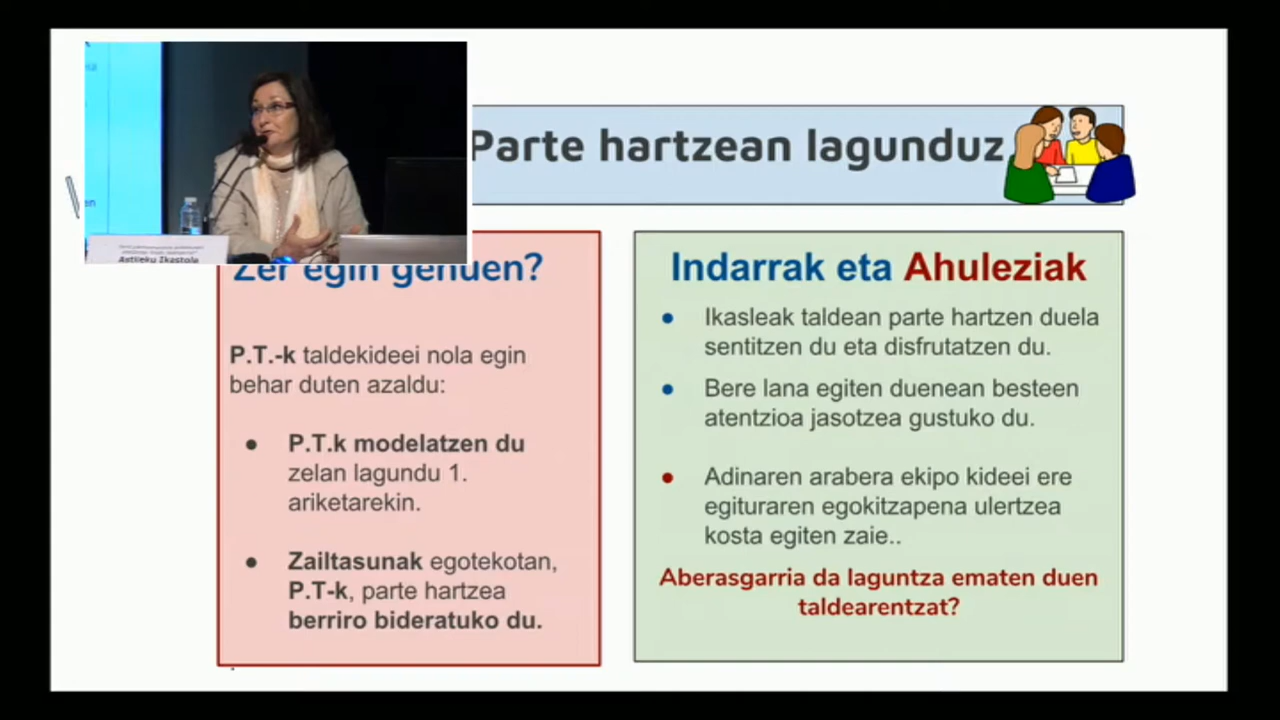 Parte hartzean lagunduz
Astileku Ikastola
Zer egin genuen?
P.T.-k taldekideei nola egin
behar duten azaldu:
● P.T.k modelatzen du
zelan lagundu 1.
ariketarekin.
● Zailtasunak egotekotan,
P.T-k, parte hartzea
berriro bideratuko du.
Indarrak eta Ahuleziak
● Ikasleak taldean parte hartzen duela
sentitzen du eta disfrutatzen du.
● Bere lana egiten duenean besteen
atentzioa jasotzea gustuko du.
● Adinaren arabera ekipo kideei ere
egituraren egokitzapena ulertzea
kosta egiten zaie..
Aberasgarria da laguntza ematen duen
taldearentzat?